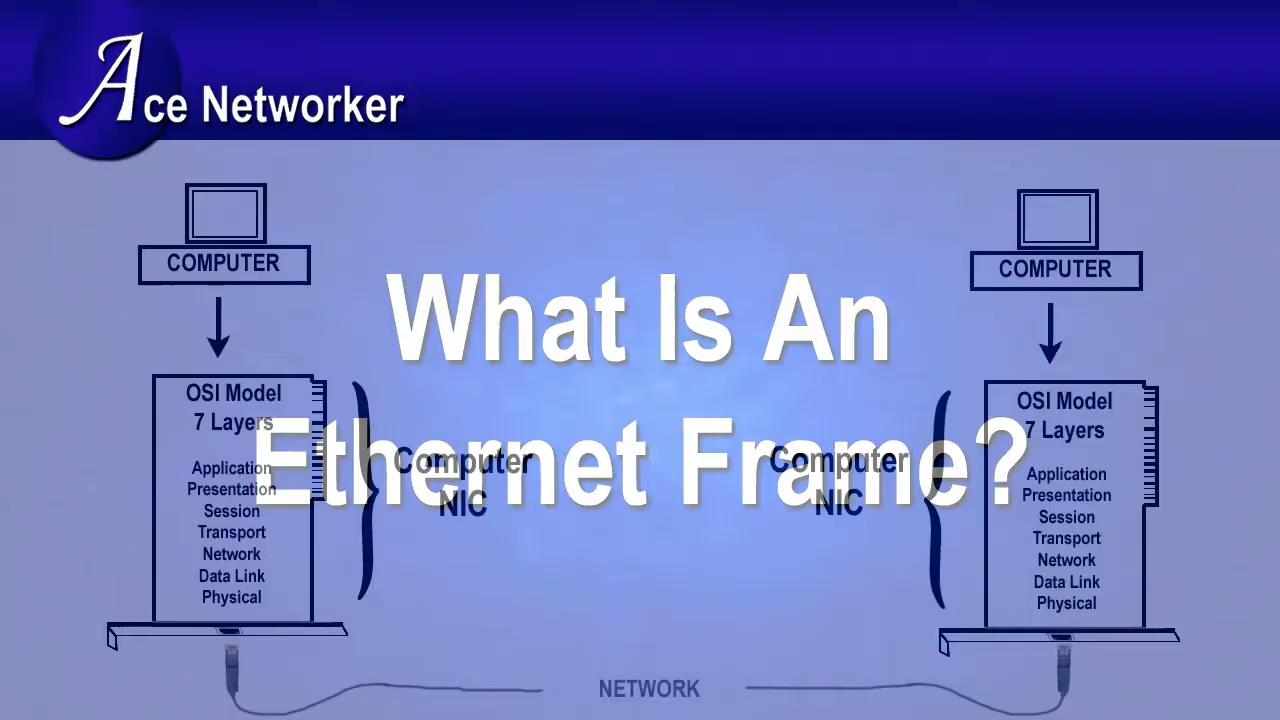 Ace Networker
COMPUTER
COMPUTER
What Is An
Ethernet Frame?
OSI Model
7 Layers
Application
Presentation
Session
Transport
Network
Data Link
Physical
Computer
NIC
Computer
NIC
OSI Model
7 Layers
Application
Presentation
Session
Transport
Network
Data Link
Physical
NETWORK